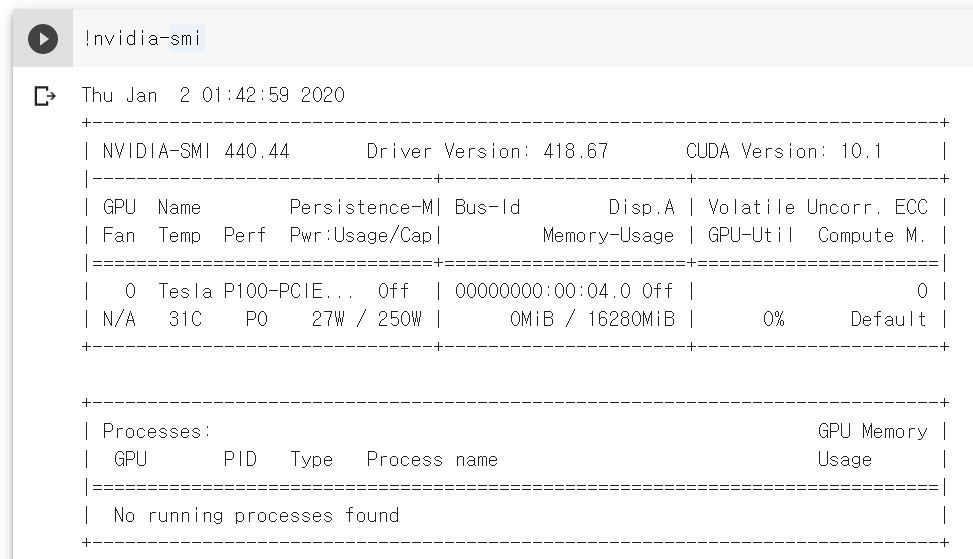 !nvidia-smi
Thu Jan  2 01:42:59 2020
+-----------------------------------------------------------------------------+
| NVIDIA-SMI 440.44       Driver Version: 418.67       CUDA Version: 10.1     |
|-------------------------------+----------------------+----------------------+
| GPU  Name        Persistence-M| Bus-Id        Disp.A | Volatile Uncorr. ECC |
| Fan  Temp  Perf  Pwr:Usage/Cap|         Memory-Usage | GPU-Util  Compute M. |
|===============================+======================+======================|
|   0  Tesla P100-PCIE...  Off  | 00000000:00:04.0 Off |                    0 |
| N/A   31C    P0    27W / 250W |      0MiB / 16280MiB |      0%      Default |
+-------------------------------+----------------------+----------------------+
+-----------------------------------------------------------------------------+
| Processes:                                                       GPU Memory |
|  GPU       PID   Type   Process name                             Usage      |
|=============================================================================|
|  No running processes found                                                 |
+-----------------------------------------------------------------------------+